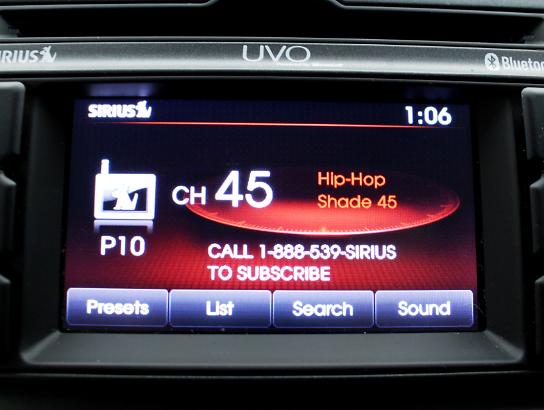 SIRIUS
UVO
Bluetooth
SIRIUS
1:06
CH 45
Hip-Hop
Shade 45
P10
CALL 1-888-539-SIRIUS
TO SUBSCRIBE
Presets List Search Sound